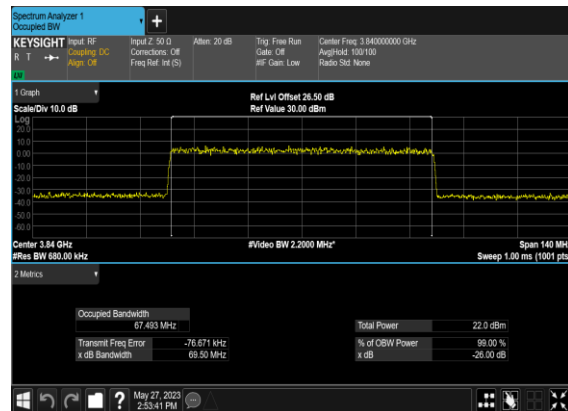 Spectrum Analyzer 1
Occupied BW
KEYSIGHT Input: RF Input Z: 50 Ω Atten: 20 dB Trig: Free Run Center Freq: 3.840000000 GHz
R T Coupling: DC Corrections: Off Gate: Off Avg|Hold: 100/100
Align: Off Freq Ref: Int (S) #IF Gain: Low Radio Std: None
1 Graph
Ref Lvl Offset 26.50 dB
Scale/Div 10.0 dB Ref Value 30.00 dBm
Log
20.0
10.0
0.00
-10.0
-20.0
-30.0
-40.0
-50.0
-60.0
Center 3.84 GHz #Video BW 2.2000 MHz* Span 140 MH
#Res BW 680.00 kHz Sweep 1.00 ms (1001 pts
2 Metrics
Occupied Bandwidth
67.493 MHz Total Power 22.0 dBm
Transmit Freq Error -76.671 kHz % of OBW Power 99.00 %
x dB Bandwidth 69.50 MHz x dB -26.00 dB
? May 27, 2023
2:53:41 PM